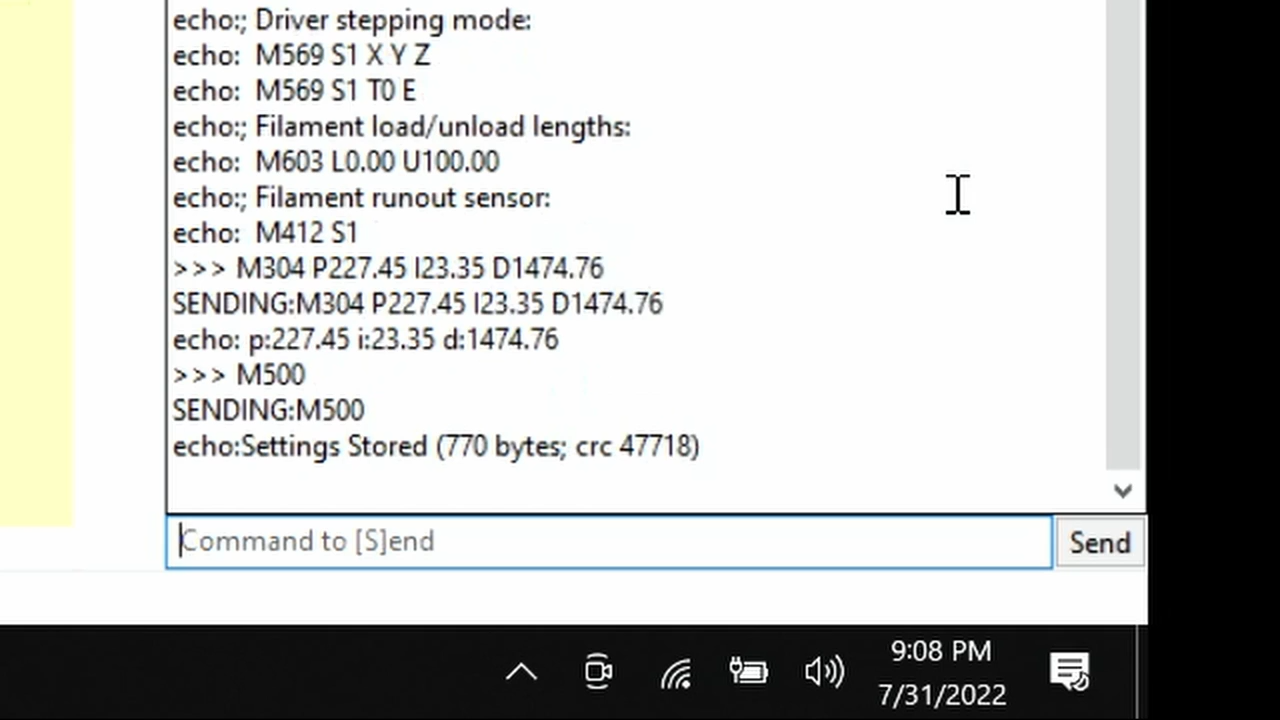 echo:; Driver stepping mode:
echo:  M569 S1 X Y Z
echo:  M569 S1 T0 E
echo:; Filament load/unload lengths:
echo:  M603 L0.00 U100.00
echo:; Filament runout sensor:
echo:  M412 S1
>>> M304 P227.45 I23.35 D1474.76
SENDING:M304 P227.45 I23.35 D1474.76
echo: p:227.45 i:23.35 d:1474.76
>>> M500
SENDING:M500
echo:Settings Stored (770 bytes; crc 47718)
Command to [S]end
Send
9:08 PM
7/31/2022